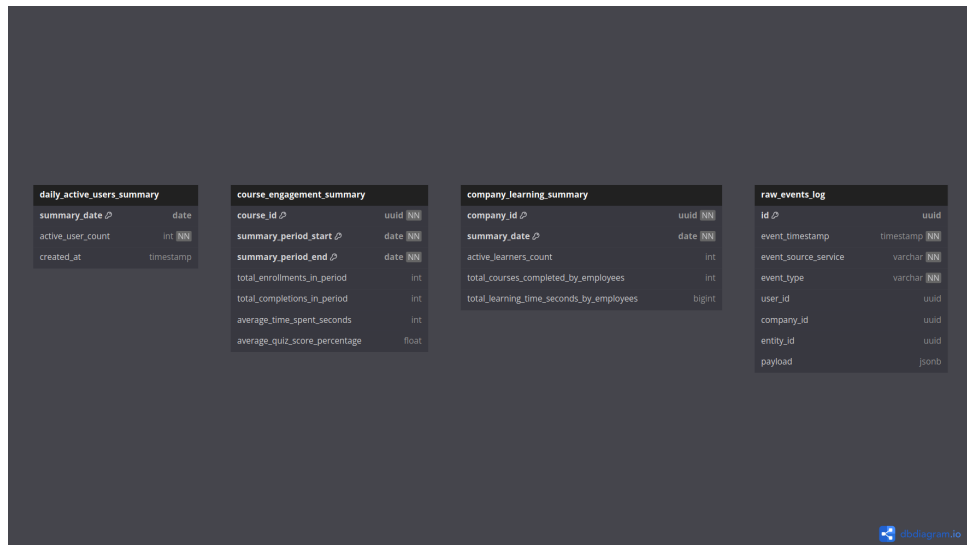 daily_active_users_summary
summary_date date
active_user_count int NN
created_at timestamp
course_engagement_summary
course_id uuid NN
summary_period_start date NN
summary_period_end date NN
total_enrollments_in_period int
total_completions_in_period int
average_time_spent_seconds int
average_quiz_score_percentage float
company_learning_summary
company_id uuid NN
summary_date date NN
active_learners_count int
total_courses_completed_by_employees int
total_learning_time_seconds_by_employees bigint
raw_events_log
id uuid
event_timestamp timestamp NN
event_source_service varchar NN
event_type varchar NN
user_id uuid
company_id uuid
entity_id uuid
payload jsonb
dbdiagram.io